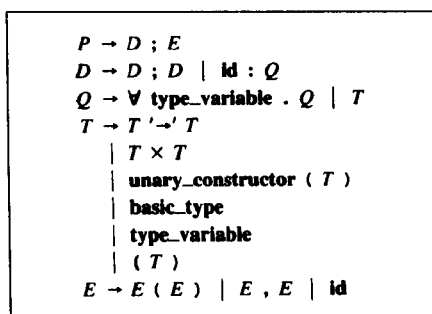 P → D ; E
D → D ; D | id : Q
Q → ∀ type_variable . Q | T
T → T '→' T
| T × T
| unary_constructor ( T )
| basic_type
| type_variable
| ( T )
E → E ( E ) | E , E | id